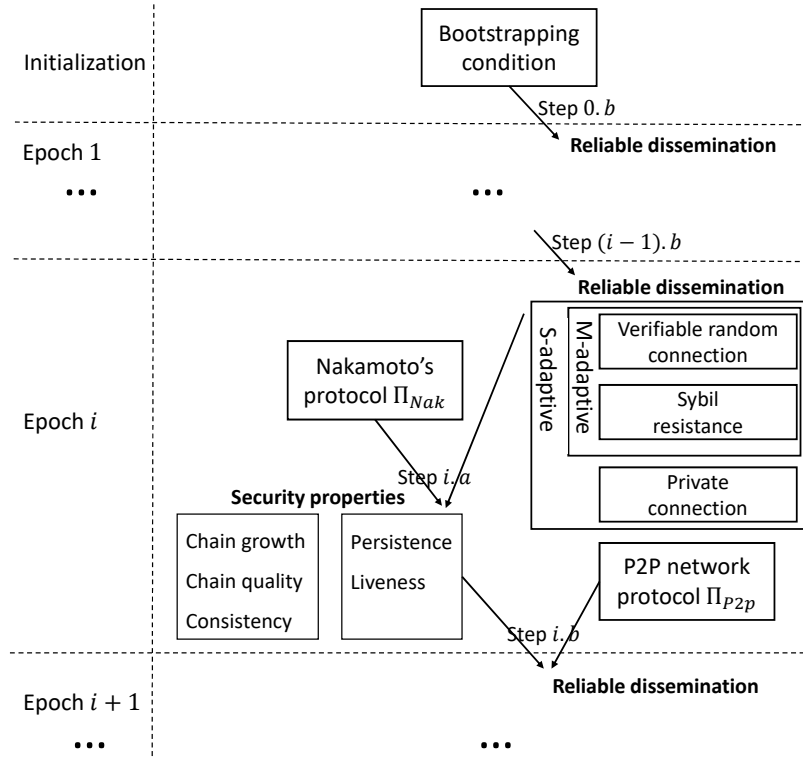 Initialization
Bootstrapping
condition
Step 0. b
Epoch 1
Reliable dissemination
...
...
Step (i − 1). b
Reliable dissemination
S-adaptive
M-adaptive
Verifiable random
connection
Sybil
resistance
Private
connection
Nakamoto's
protocol Π_Nak
Epoch i
Step i. a
Security properties
Chain growth
Chain quality
Consistency
Persistence
Liveness
P2P network
protocol Π_P2p
Step i. b
Reliable dissemination
Epoch i + 1
...
...